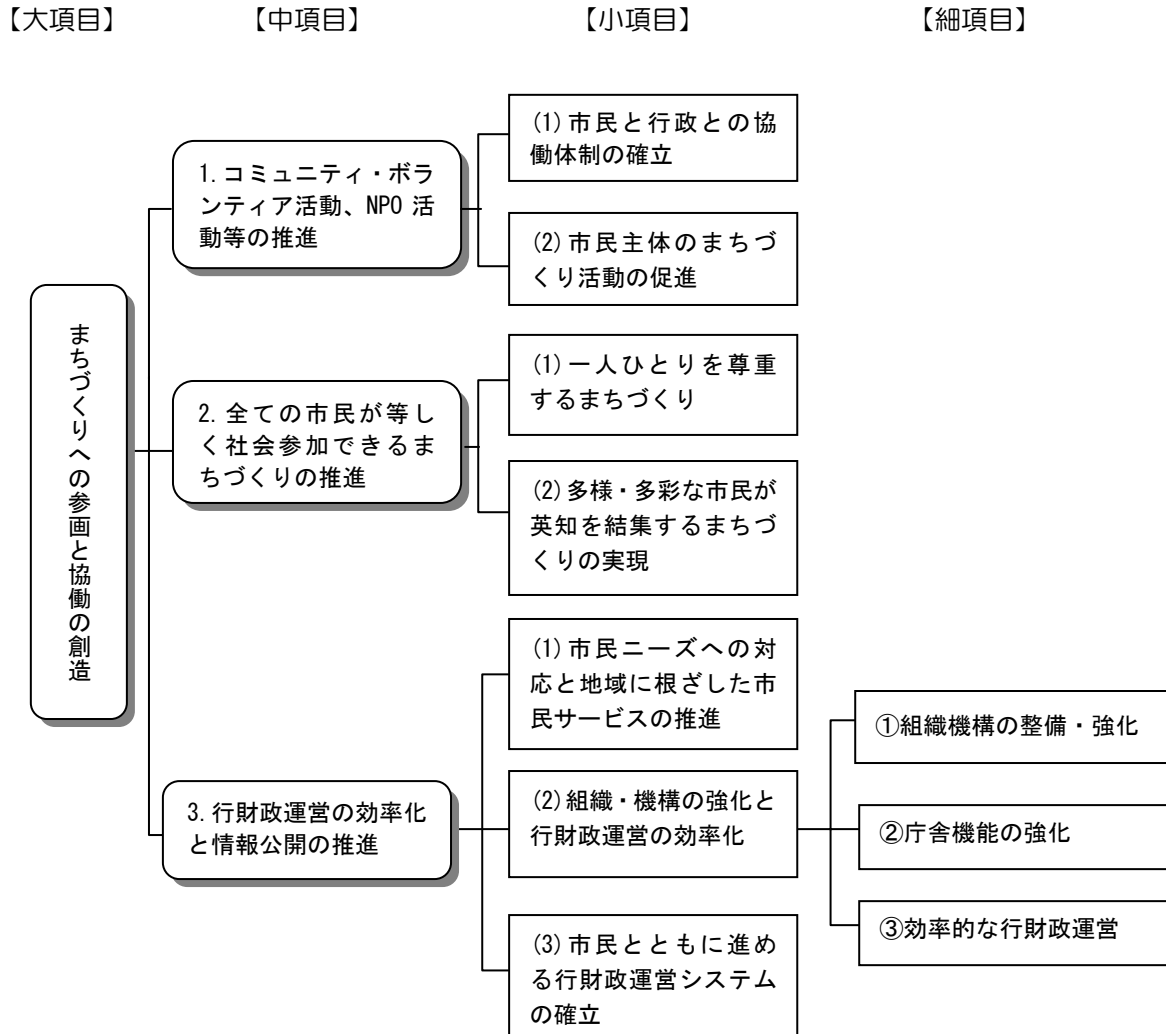 【大項目】 【中項目】 【小項目】 【細項目】
まちづくりへの参画と協働の創造
1.コミュニティ・ボラ
ンティア活動、NPO 活
動等の推進
(1)市民と行政との協
働体制の確立
(2)市民主体のまちづ
くり活動の促進
2.全ての市民が等し
く社会参加できるま
ちづくりの推進
(1)一人ひとりを尊重
するまちづくり
(2)多様・多彩な市民が
英知を結集するまちづ
くりの実現
3.行財政運営の効率化
と情報公開の推進
(1)市民ニーズへの対
応と地域に根ざした市
民サービスの推進
(2)組織・機構の強化と
行財政運営の効率化
①組織機構の整備・強化
②庁舎機能の強化
③効率的な行財政運営
(3)市民とともに進め
る行財政運営システム
の確立